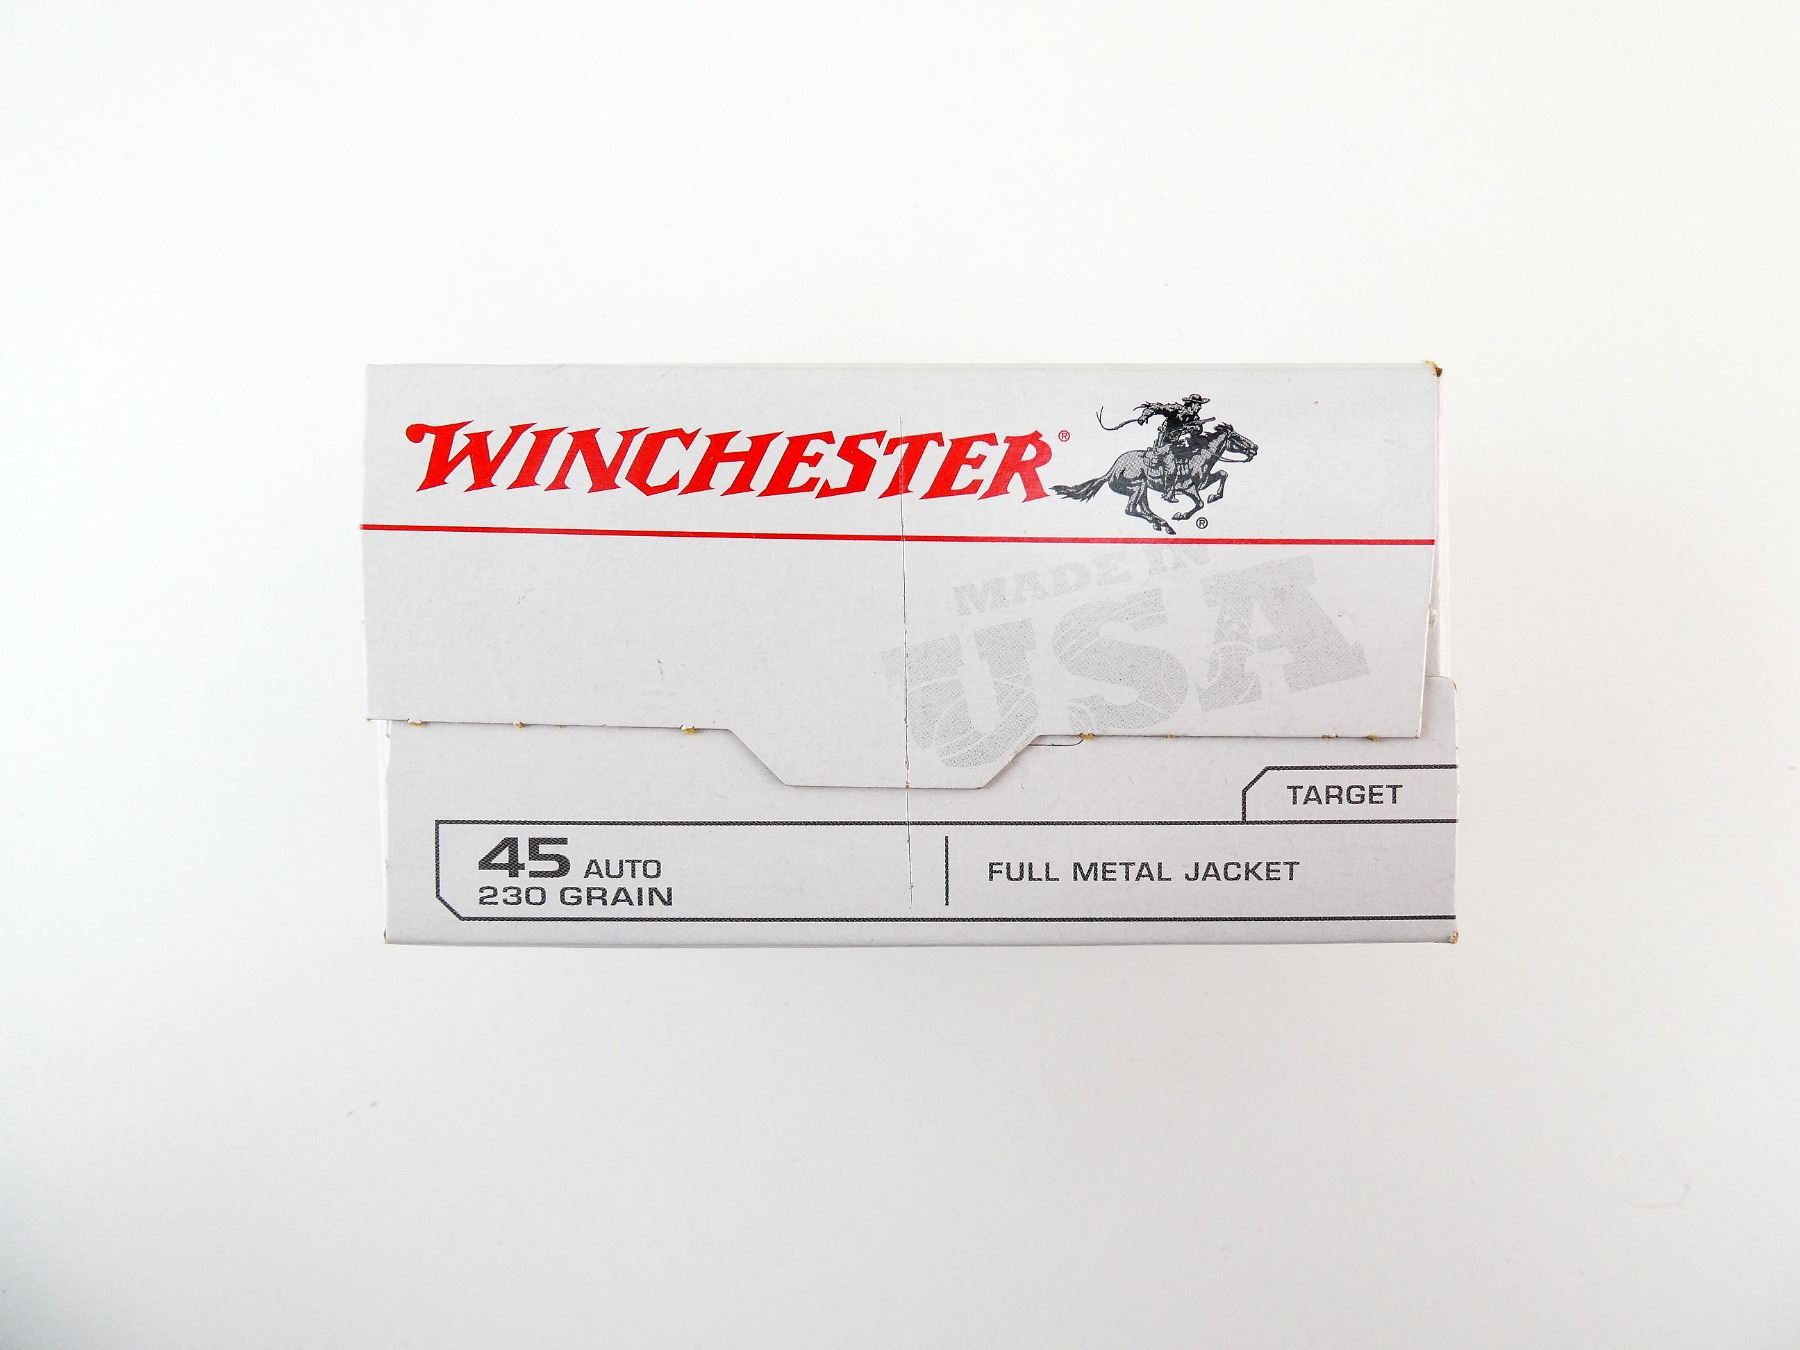 WINCHESTER®
®
MADE IN
USA
TARGET
45 AUTO
230 GRAIN
FULL METAL JACKET